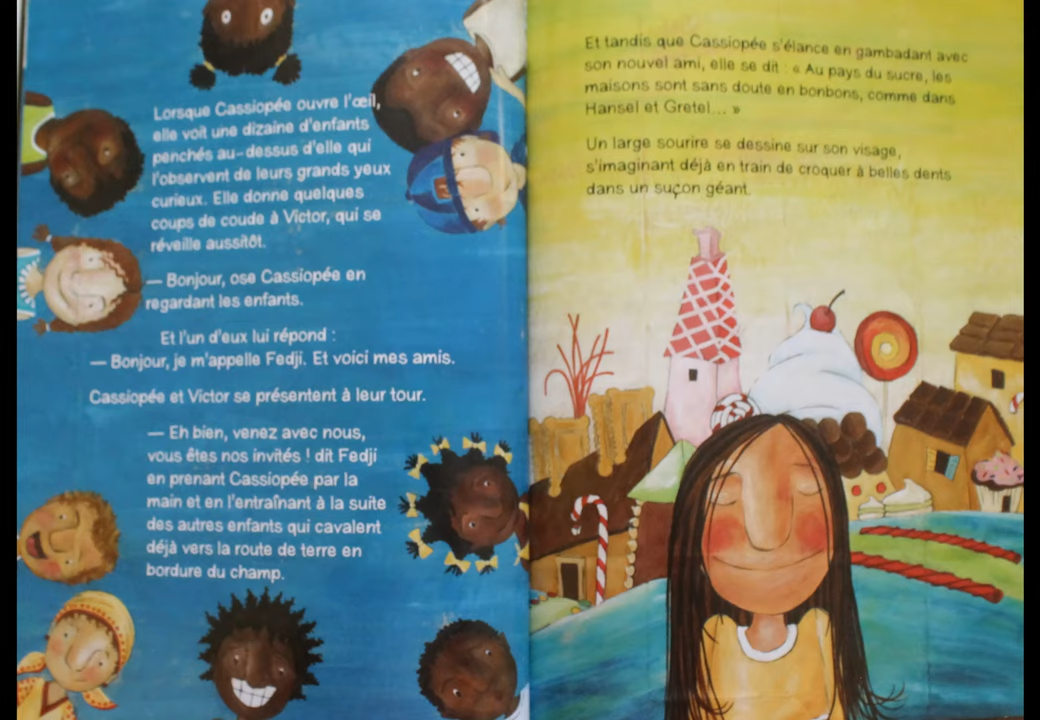 Lorsque Cassiopée ouvre l'œil,
elle voit une dizaine d'enfants
penchés au-dessus d'elle qui
l'observent de leurs grands yeux
curieux. Elle donne quelques
coups de coude à Victor, qui se
réveille aussitôt.
— Bonjour, ose Cassiopée en
regardant les enfants.
Et l'un d'eux lui répond :
— Bonjour, je m'appelle Fedji. Et voici mes amis.
Cassiopée et Victor se présentent à leur tour.
— Eh bien, venez avec nous,
vous êtes nos invités ! dit Fedji
en prenant Cassiopée par la
main et en l'entraînant à la suite
des autres enfants qui cavalent
déjà vers la route de terre en
bordure du champ.
Et tandis que Cassiopée s'élance en gambadant avec
son nouvel ami, elle se dit : « Au pays du sucre, les
maisons sont sans doute en bonbons, comme dans
Hansel et Gretel... »
Un large sourire se dessine sur son visage,
s'imaginant déjà en train de croquer à belles dents
dans un suçon géant.